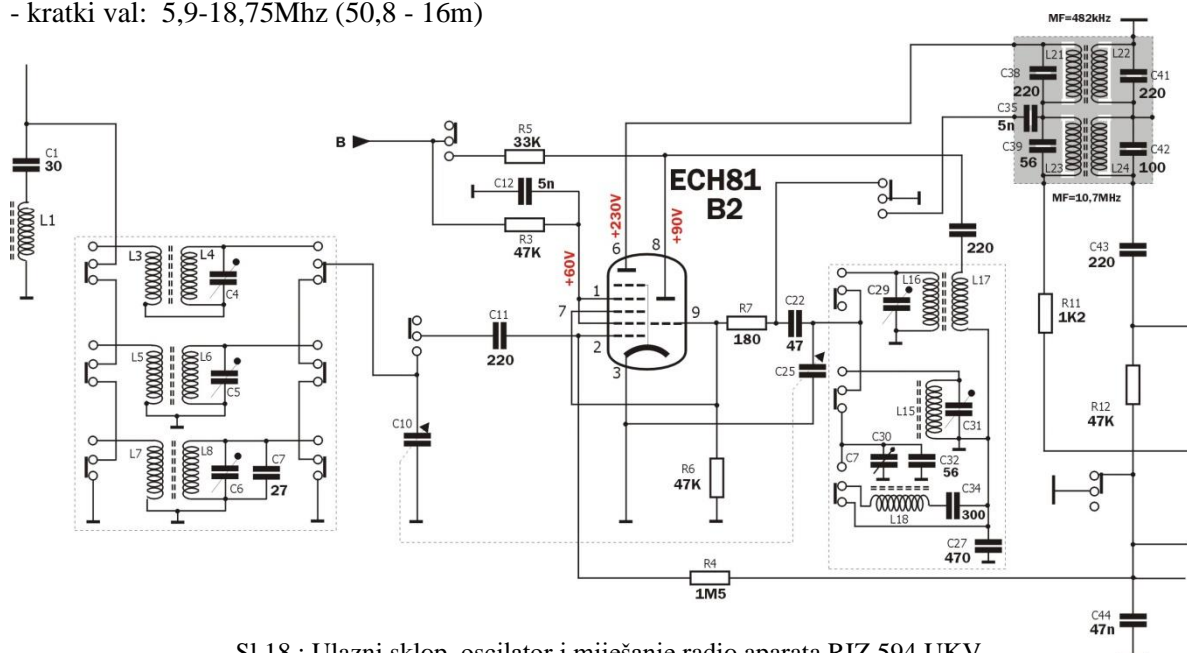 - kratki val: 5,9-18,75Mhz (50,8 - 16m)
MF=482kHz
L21
L22
C38
220
C41
220
C35
5n
C39
56
C42
100
L23
L24
MF=10,7MHz
C1
30
L1
B
R5
33K
C12
5n
R3
47K
ECH81
B2
+230V
+90V
+60V
6
8
1
7
2
9
3
220
C43
220
R11
1K2
R12
47K
L3
L4
C4
L5
L6
C5
L7
L8
C6
C7
27
C11
220
C10
R7
180
C22
47
C25
R6
47K
C29
L16
L17
L15
C31
C7
C30
C32
56
L18
C34
300
C27
470
R4
1M5
C44
47n
Sl.18 : Ulazni sklop, oscilator i miješanje radio aparata RIZ 594 UKV